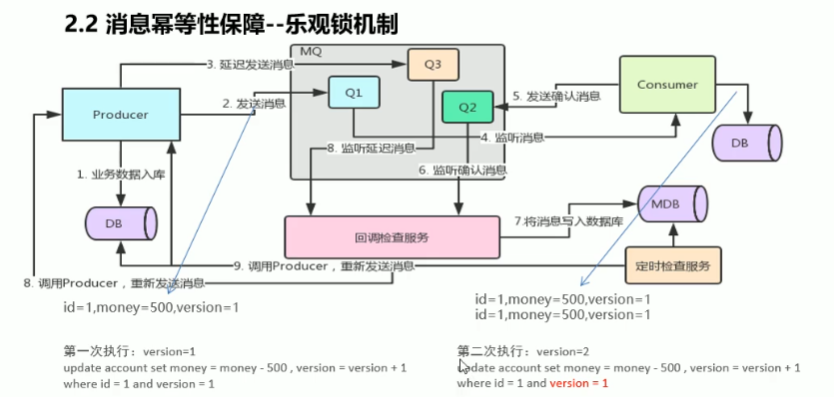 2.2 消息幂等性保障--乐观锁机制
MQ
3. 延迟发送消息
Q3
Consumer
2. 发送消息
Q1
5. 发送确认消息
Producer
Q2
4. 监听消息
DB
8. 监听延迟消息
6. 监听确认消息
1. 业务数据入库
MDB
DB
7.将消息写入数据库
回调检查服务
9. 调用Producer，重新发送消息
定时检查服务
8. 调用Producer，重新发送消息
id=1,money=500,version=1
id=1,money=500,version=1
id=1,money=500,version=1
第一次执行：version=1
update account set money = money - 500 , version = version + 1
where id = 1 and version = 1
第二次执行：version=2
update account set money = money - 500 , version = version + 1
where id = 1 and version = 1